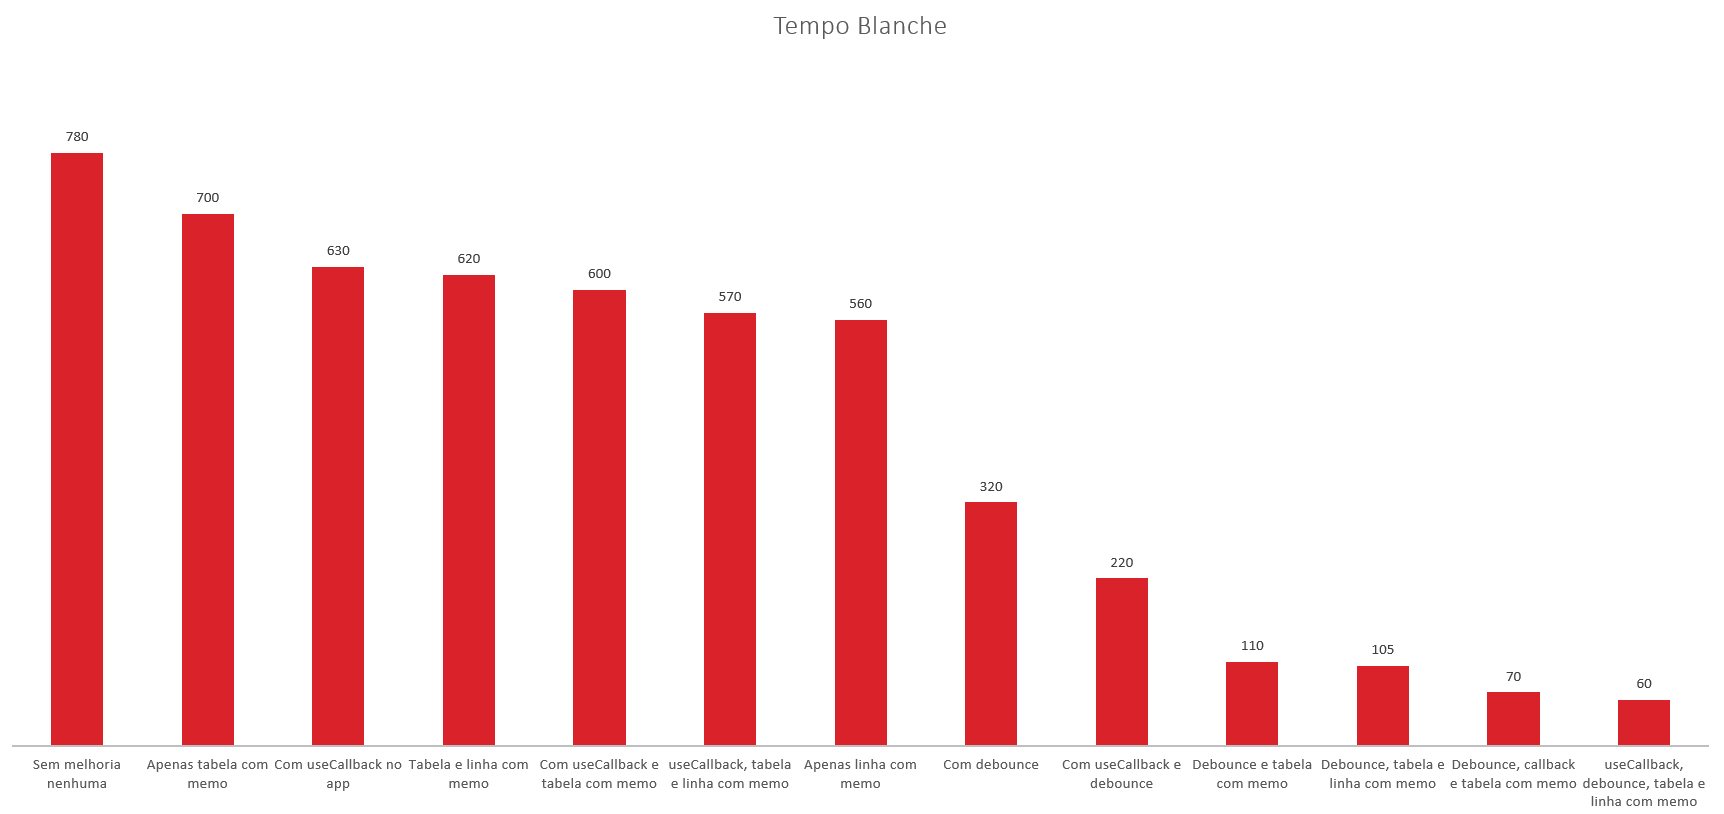 Tempo Blanche
780
700
630
620
600
570
560
320
220
110
105
70
60
Sem melhoria
nenhuma
Apenas tabela com
memo
Com useCallback no
app
Tabela e linha com
memo
Com useCallback e
tabela com memo
useCallback, tabela
e linha com memo
Apenas linha com
memo
Com debounce
Com useCallback e
debounce
Debounce e tabela
com memo
Debounce, tabela e
linha com memo
Debounce, callback
e tabela com memo
useCallback,
debounce, tabela e
linha com memo